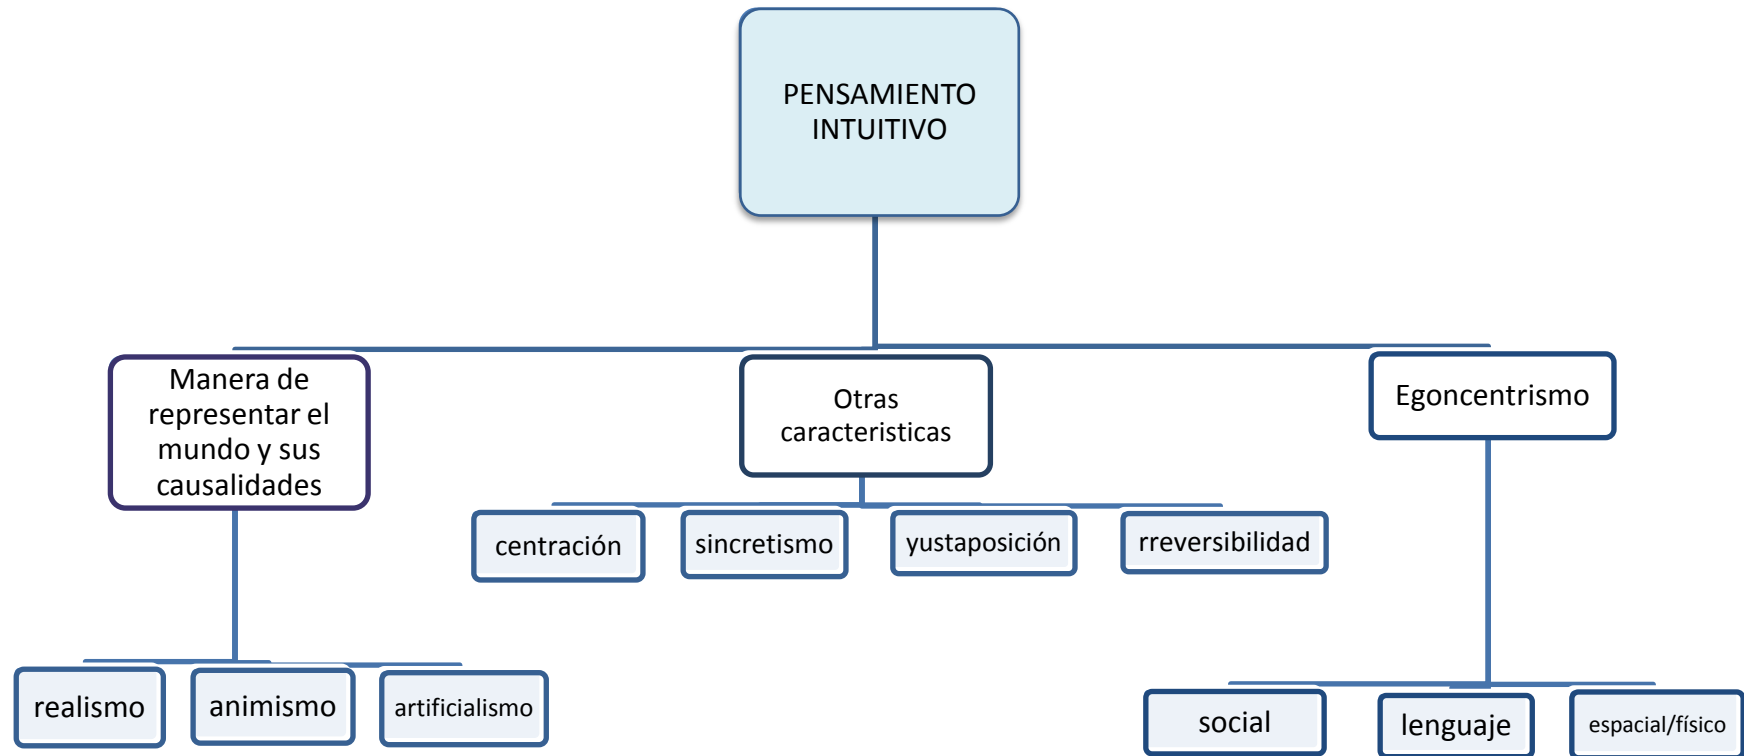 PENSAMIENTO
INTUITIVO
Manera de
representar el
mundo y sus
causalidades
Otras
caracteristicas
Egoncentrismo
centración
sincretismo
yustaposición
rreversibilidad
realismo
animismo
artificialismo
social
lenguaje
espacial/físico